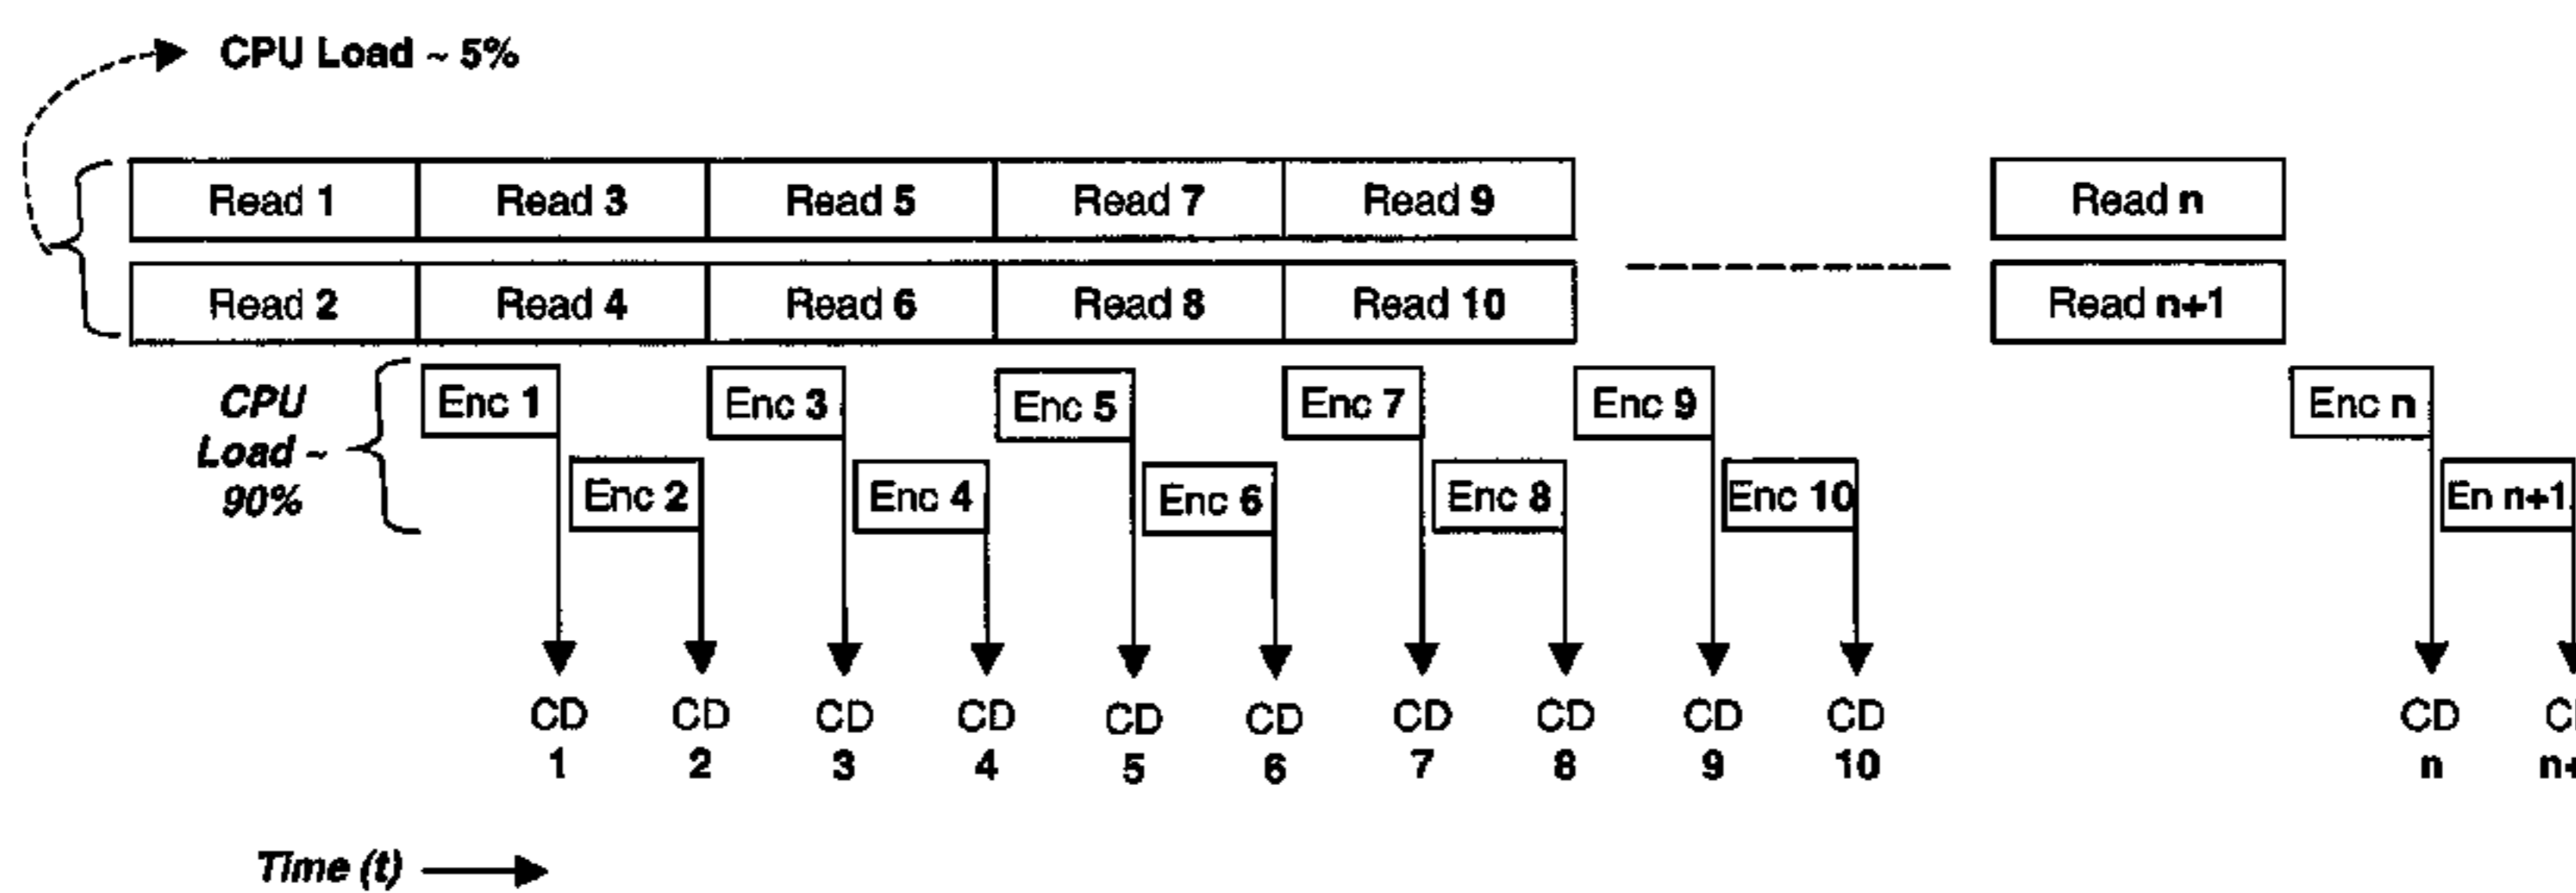 CPU Load ~ 5%
Read 1 Read 3 Read 5 Read 7 Read 9 Read n
Read 2 Read 4 Read 6 Read 8 Read 10 Read n+1
CPU
Load ~
90%
Enc 1 Enc 3 Enc 5 Enc 7 Enc 9 Enc n
Enc 2 Enc 4 Enc 6 Enc 8 Enc 10 En n+1
CD CD CD CD CD CD CD CD CD CD CD
1 2 3 4 5 6 7 8 9 10 n
Time (t)